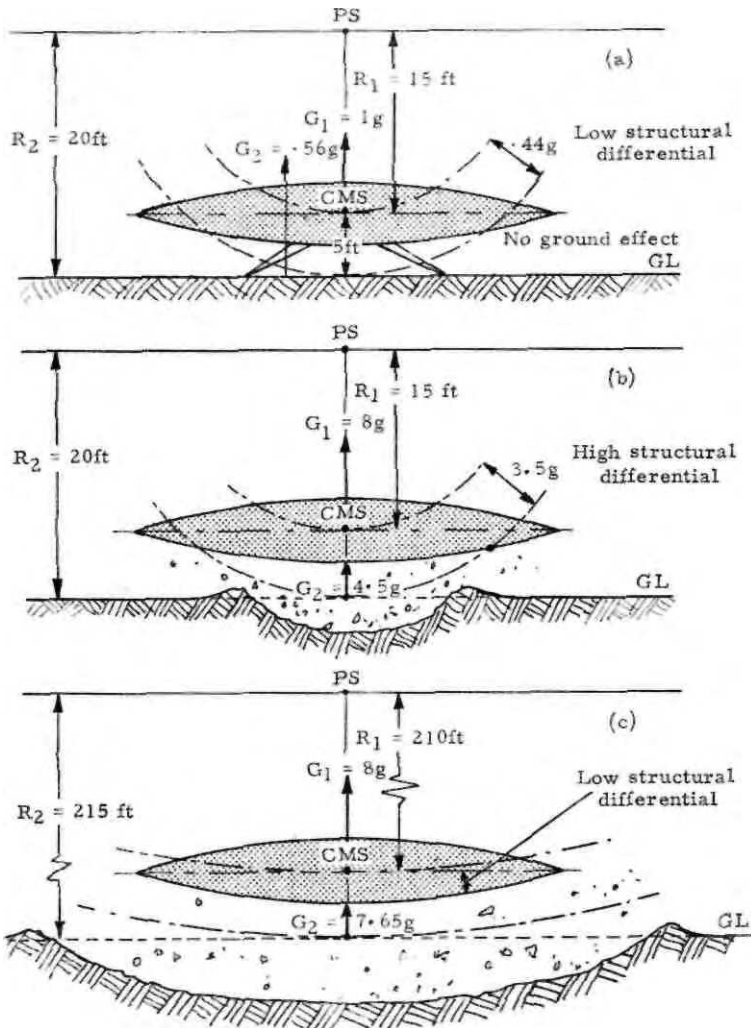 PS
(a)
R1 = 15 ft
G1 = 1g
R2 = 20ft
G2 = ·56g
·44g
Low structural
differential
CMS
5ft
No ground effect
GL
PS
(b)
R1 = 15 ft
G1 = 8g
R2 = 20ft
High structural
differential
3·5g
CMS
G2 = 4·5g
GL
PS
(c)
R1 = 210ft
G1 = 8g
Low structural
differential
R2 = 215 ft
CMS
G2 = 7·65g
GL